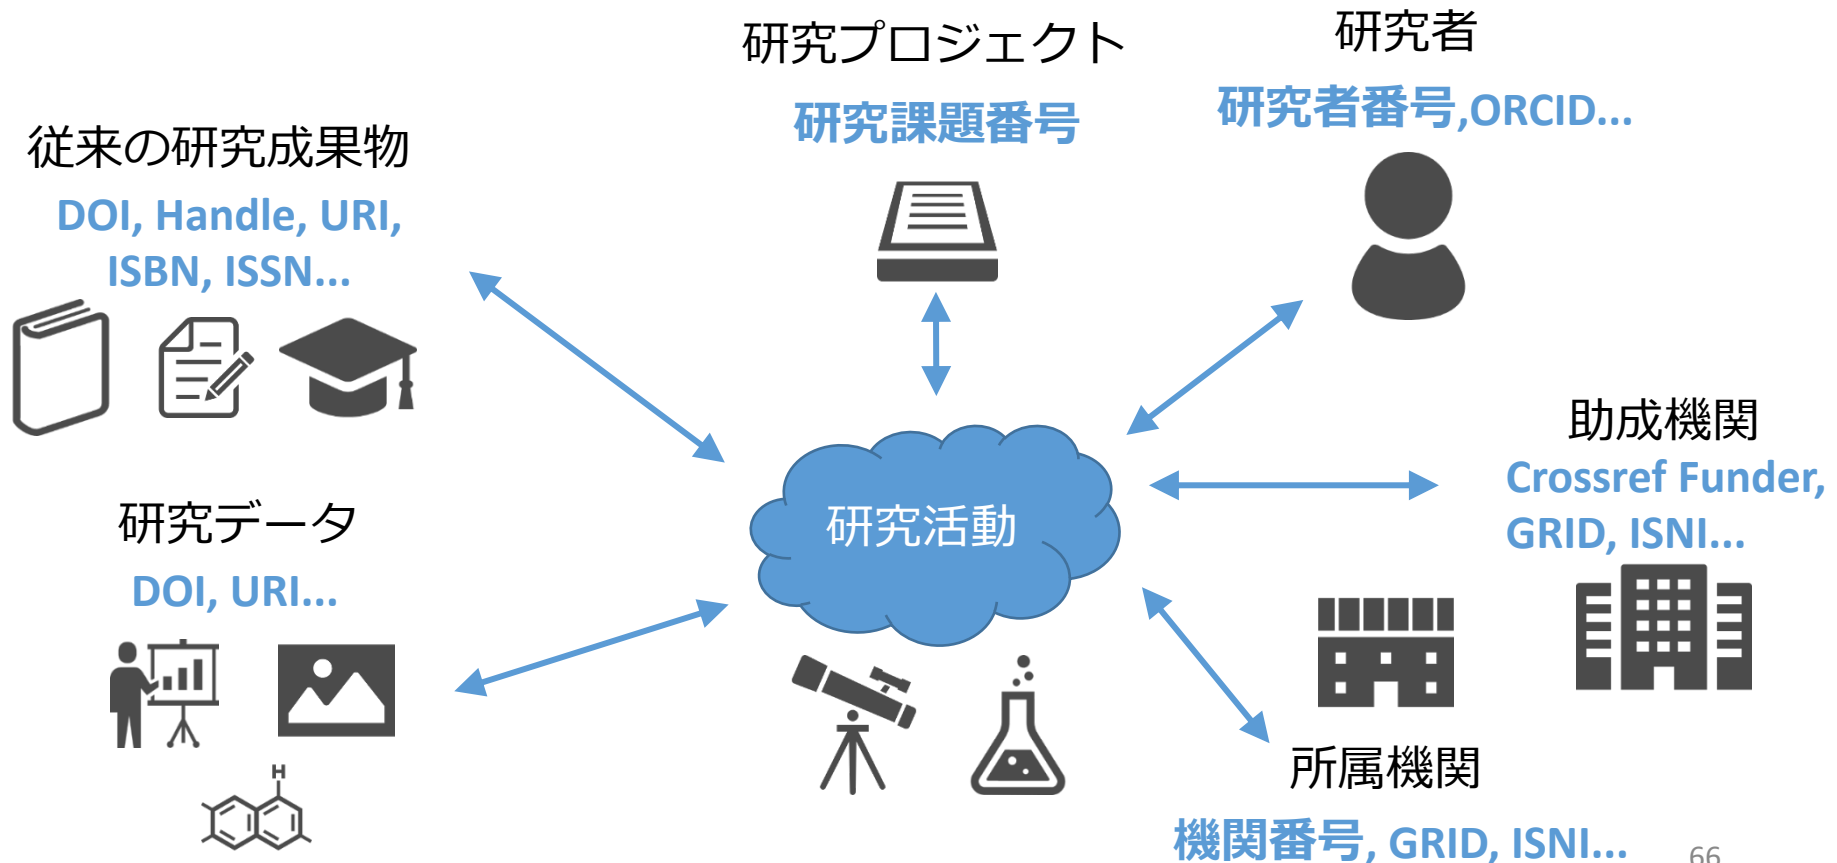 研究プロジェクト
研究課題番号
研究者
研究者番号,ORCID...
従来の研究成果物
DOI, Handle, URI,
ISBN, ISSN...
助成機関
Crossref Funder,
GRID, ISNI...
研究活動
研究データ
DOI, URI...
H
所属機関
機関番号, GRID, ISNI...
66